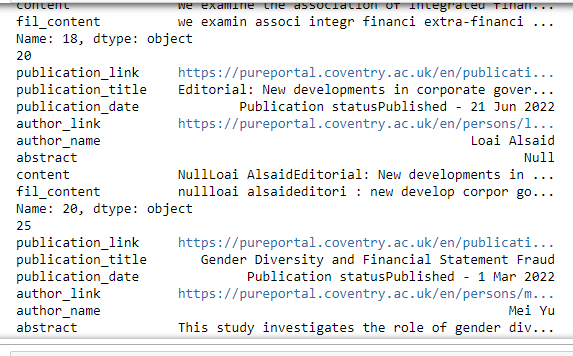 content we examine the association of integrated finan...
fil_content we examin associ integr financi extra-financi ...
Name: 18, dtype: object
20
publication_link https://pureportal.coventry.ac.uk/en/publicati...
publication_title Editorial: New developments in corporate gover...
publication_date Publication statusPublished - 21 Jun 2022
author_link https://pureportal.coventry.ac.uk/en/persons/l...
author_name Loai Alsaid
abstract Null
content NullLoai AlsaidEditorial: New developments in ...
fil_content nullloai alsaideditori : new develop corpor go...
Name: 20, dtype: object
25
publication_link https://pureportal.coventry.ac.uk/en/publicati...
publication_title Gender Diversity and Financial Statement Fraud
publication_date Publication statusPublished - 1 Mar 2022
author_link https://pureportal.coventry.ac.uk/en/persons/m...
author_name Mei Yu
abstract This study investigates the role of gender div...